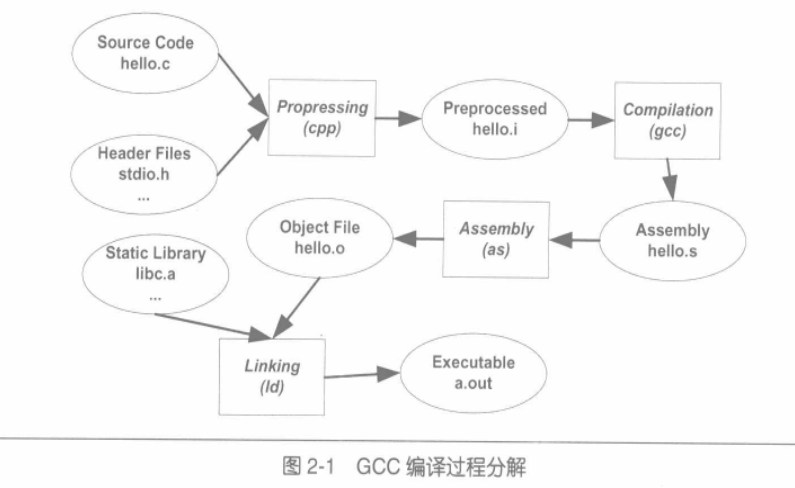 Source Code
hello.c
Propressing
(cpp)
Preprocessed
hello.i
Compilation
(gcc)
Header Files
stdio.h
...
Object File
hello.o
Assembly
(as)
Assembly
hello.s
Static Library
libc.a
...
Linking
(ld)
Executable
a.out
图 2-1 GCC 编译过程分解